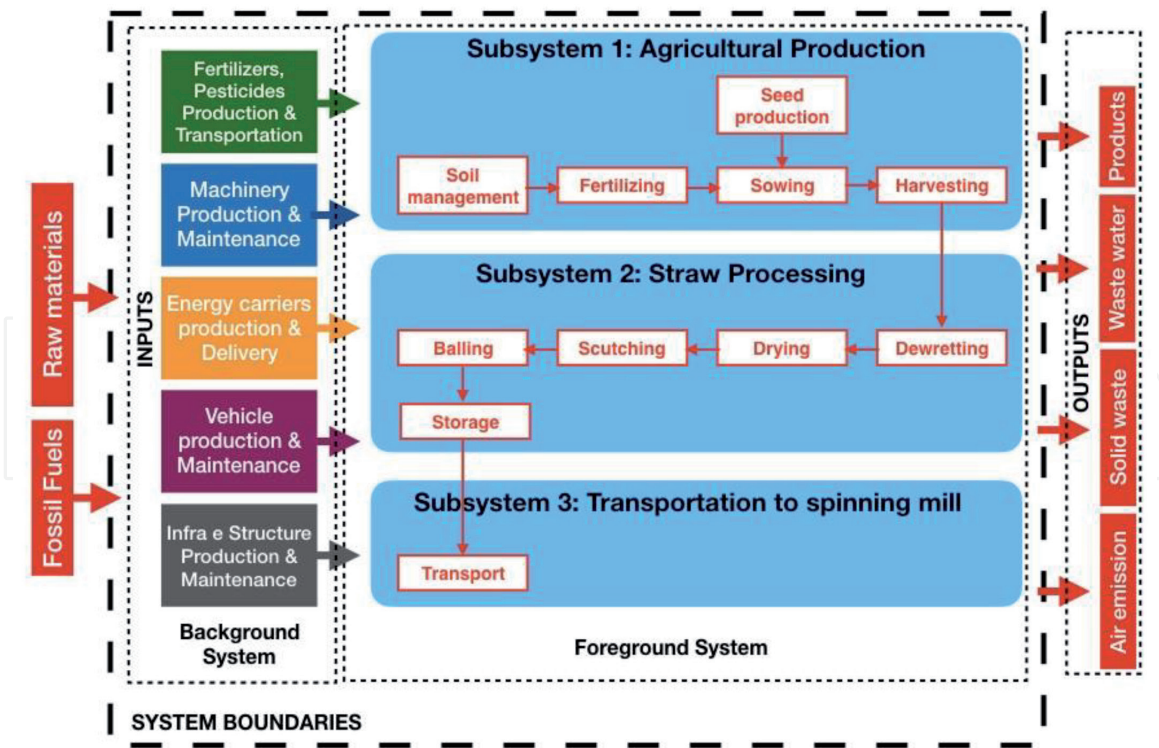 Raw materials
Fossil Fuels
INPUTS
Fertilizers,
Pesticides
Production &
Transportation
Machinery
Production &
Maintenance
Energy carriers
production &
Delivery
Vehicle
production &
Maintenance
Infra e Structure
Production &
Maintenance
Background
System
Subsystem 1: Agricultural Production
Seed
production
Soil
management
Fertilizing
Sowing
Harvesting
Subsystem 2: Straw Processing
Balling
Scutching
Drying
Dewretting
Storage
Subsystem 3: Transportation to spinning mill
Transport
Foreground System
OUTPUTS
Products
Waste water
Solid waste
Air emission
SYSTEM BOUNDARIES